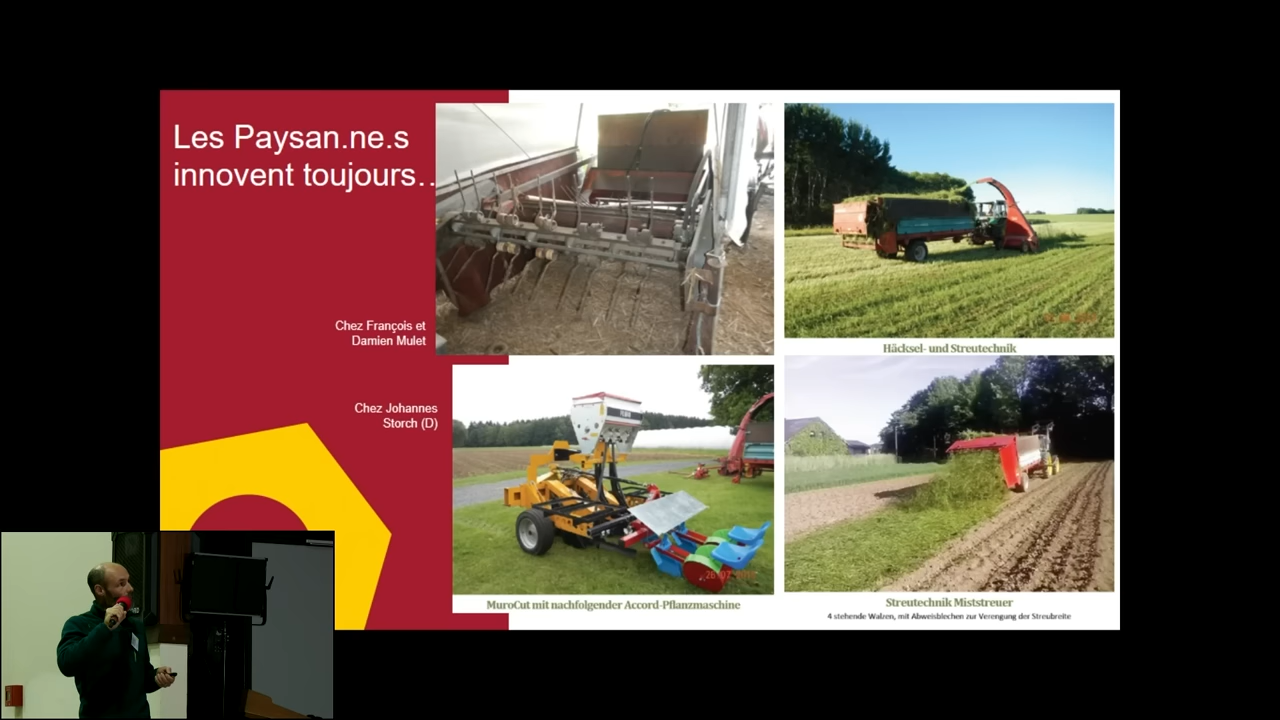 Les Paysan.ne.s
innovent toujours..
Chez François et
Damien Mulet
Chez Johannes
Storch (D)
Häcksel- und Streutechnik
MuroCut mit nachfolgender Accord-Pflanzmaschine
Streutechnik Miststreuer
4 stehende Walzen, mit Abweisblechen zur Verengung der Streubreite